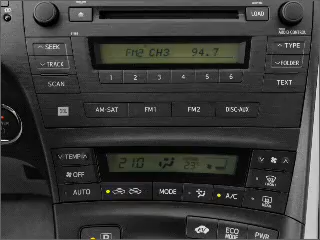 LOAD
SEEK
FM2 CH3 94.7
TYPE
TRACK
FOLDER
1 2 3 4 5 6
SCAN
TEXT
AM·SAT FM1 FM2 DISC·AUX
TEMP
OFF
AUTO MODE A/C
FRONT
ECO MODE
PWR
P